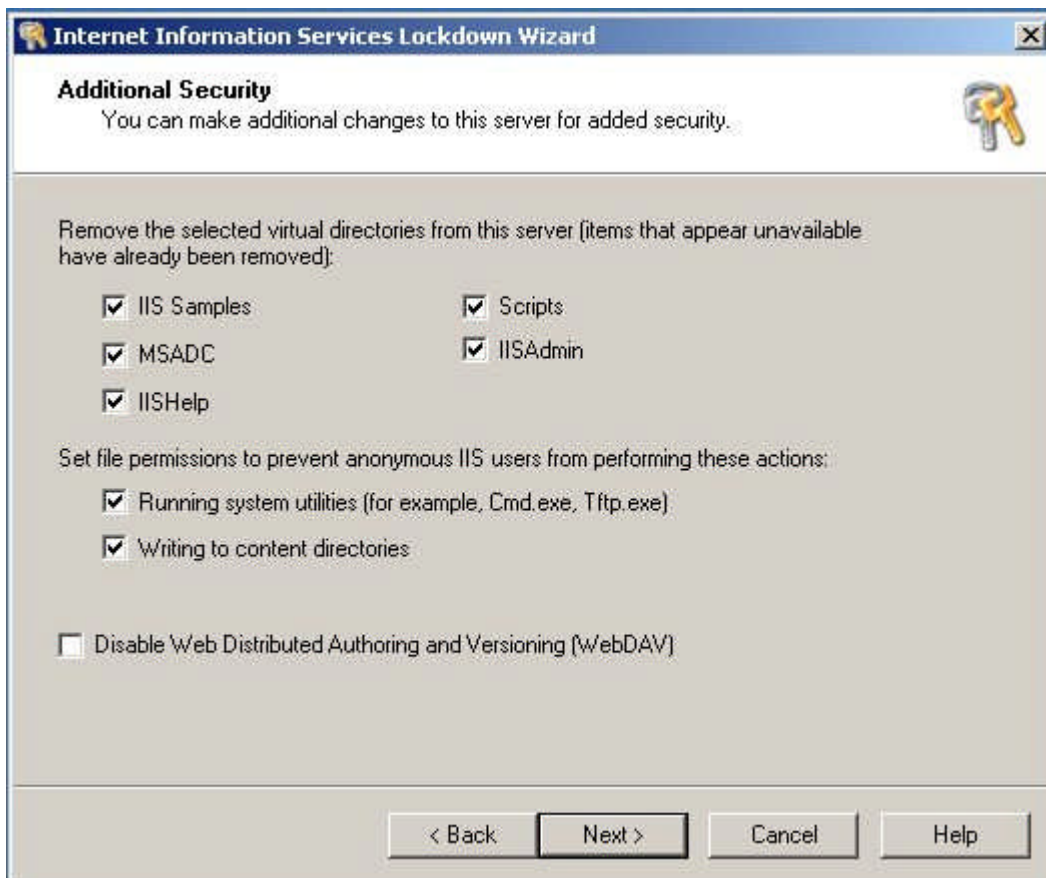 Internet Information Services Lockdown Wizard
Additional Security
You can make additional changes to this server for added security.
Remove the selected virtual directories from this server (items that appear unavailable
have already been removed):
IIS Samples
Scripts
MSADC
IISAdmin
IISHelp
Set file permissions to prevent anonymous IIS users from performing these actions:
Running system utilities (for example, Cmd.exe, Tftp.exe)
Writing to content directories
Disable Web Distributed Authoring and Versioning (WebDAV)
< Back Next > Cancel Help